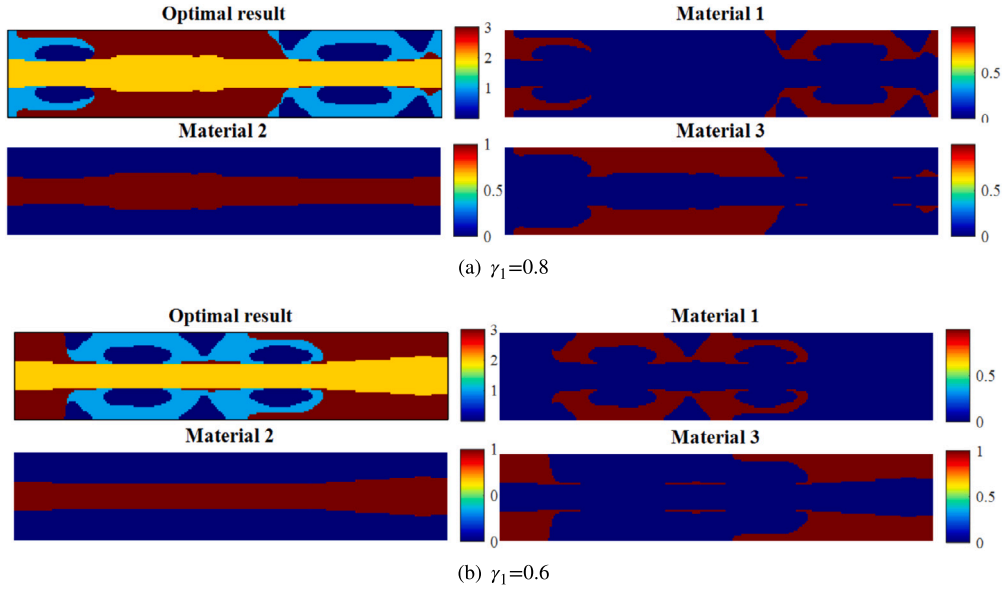 Optimal result
Material 1
3
2
1
0.5
0
Material 2
Material 3
1
0.5
0
1
0.5
0
(a) γ₁=0.8
Optimal result
Material 1
3
2
1
0.5
0
Material 2
Material 3
1
0
0
1
0.5
0
(b) γ₁=0.6